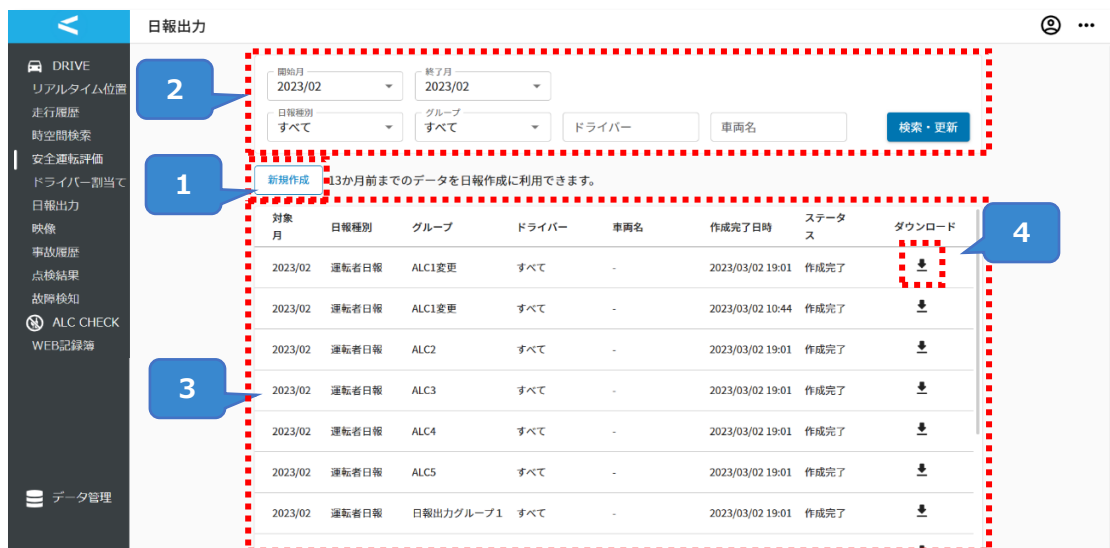 日報出力
DRIVE
リアルタイム位置
走行履歴
時空間検索
安全運転評価
ドライバー割当て
日報出力
映像
事故履歴
点検結果
故障検知
ALC CHECK
WEB記録簿
データ管理
2
開始月
2023/02
終了月
2023/02
日報種別
すべて
グループ
すべて
ドライバー
車両名
検索・更新
1
新規作成
13か月前までのデータを日報作成に利用できます。
対象月 日報種別 グループ ドライバー 車両名 作成完了日時 ステータス ダウンロード
4
2023/02 運転者日報 ALC1変更 すべて - 2023/03/02 19:01 作成完了
2023/02 運転者日報 ALC1変更 すべて - 2023/03/02 10:44 作成完了
2023/02 運転者日報 ALC2 すべて - 2023/03/02 19:01 作成完了
3
2023/02 運転者日報 ALC3 すべて - 2023/03/02 19:01 作成完了
2023/02 運転者日報 ALC4 すべて - 2023/03/02 19:01 作成完了
2023/02 運転者日報 ALC5 すべて - 2023/03/02 19:01 作成完了
2023/02 運転者日報 日報出力グループ1 すべて - 2023/03/02 19:01 作成完了